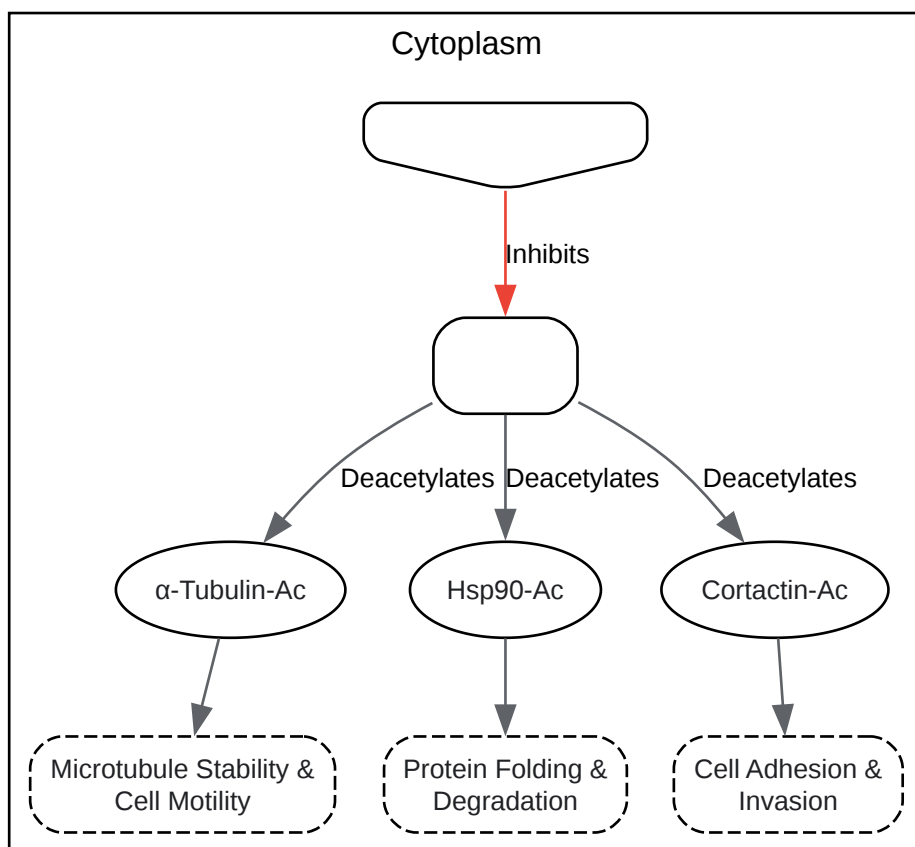 Cytoplasm
Inhibits
Deacetylates
Deacetylates
Deacetylates
α-Tubulin-Ac
Hsp90-Ac
Cortactin-Ac
Microtubule Stability &
Cell Motility
Protein Folding &
Degradation
Cell Adhesion &
Invasion